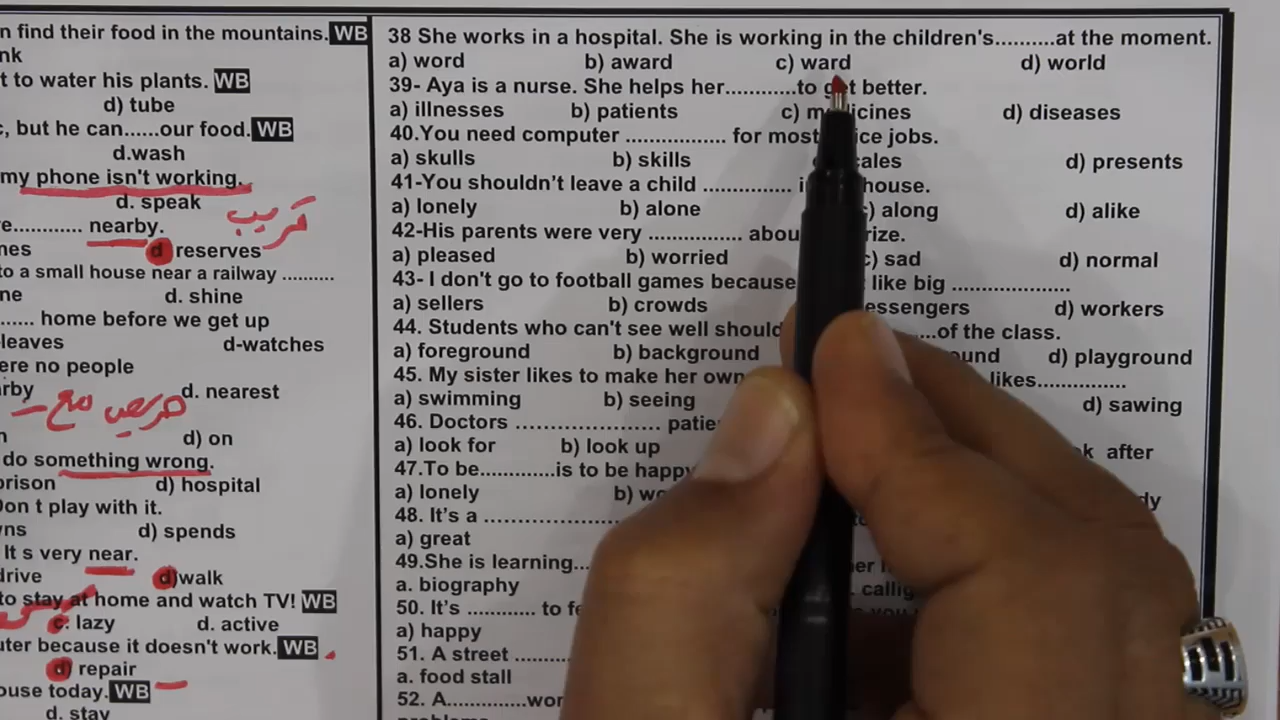 n find their food in the mountains. WB
nk
t to water his plants. WB
d) tube
c, but he can......our food. WB
d.wash
my phone isn't working.
d. speak
قريب
e............ nearby.
nes d reserves
to a small house near a railway ..........
ne d. shine
...... home before we get up
-leaves d-watches
ere no people
rby d. nearest
حريص مع
n d) on
do something wrong.
orison d) hospital
Don t play with it.
wns d) spends
It s very near.
drive d)walk
to stay at home and watch TV! WB
c. lazy d. active
uter because it doesn't work. WB
d) repair
ouse today. WB
d. stay
38 She works in a hospital. She is working in the children's..........at the moment.
a) word b) award c) ward d) world
39- Aya is a nurse. She helps her............to get better.
a) illnesses b) patients c) medicines d) diseases
40.You need computer ................. for most ice jobs.
a) skulls b) skills cales d) presents
41-You shouldn't leave a child ............... i house.
a) lonely b) alone c) along d) alike
42-His parents were very ................ abou rize.
a) pleased b) worried c) sad d) normal
43- I don't go to football games because like big ....................
a) sellers b) crowds essengers d) workers
44. Students who can't see well should ....of the class.
a) foreground b) background ound d) playground
45. My sister likes to make her own likes...............
a) swimming b) seeing d) sawing
46. Doctors ...................... patie
a) look for b) look up k after
47.To be............is to be happy
a) lonely b) wo dy
48. It's a ......................
a) great
49.She is learning...
a. biography calli
50. It's ........... to fe you
a) happy
51. A street .........
a. food stall
52. A..............wor
problems